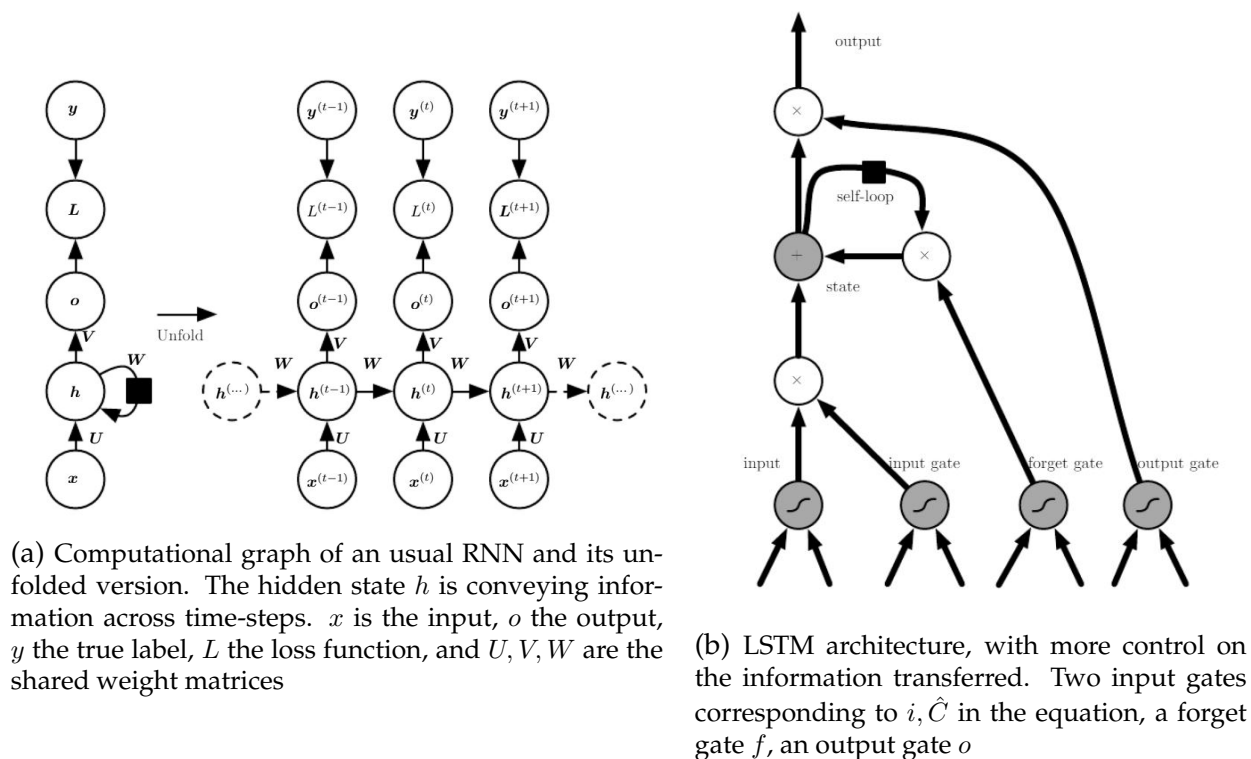 y
L
o
V
W
h
U
x
Unfold
y^(t−1) y^(t) y^(t+1)
L^(t−1) L^(t) L^(t+1)
o^(t−1) o^(t) o^(t+1)
V V V
W W W W
h^(...) h^(t−1) h^(t) h^(t+1) h^(...)
U U U
x^(t−1) x^(t) x^(t+1)
(a) Computational graph of an usual RNN and its un-
folded version. The hidden state h is conveying infor-
mation across time-steps. x is the input, o the output,
y the true label, L the loss function, and U, V, W are the
shared weight matrices
output
×
self-loop
+ ×
state
×
input input gate forget gate output gate
(b) LSTM architecture, with more control on
the information transferred. Two input gates
corresponding to i, Ĉ in the equation, a forget
gate f, an output gate o